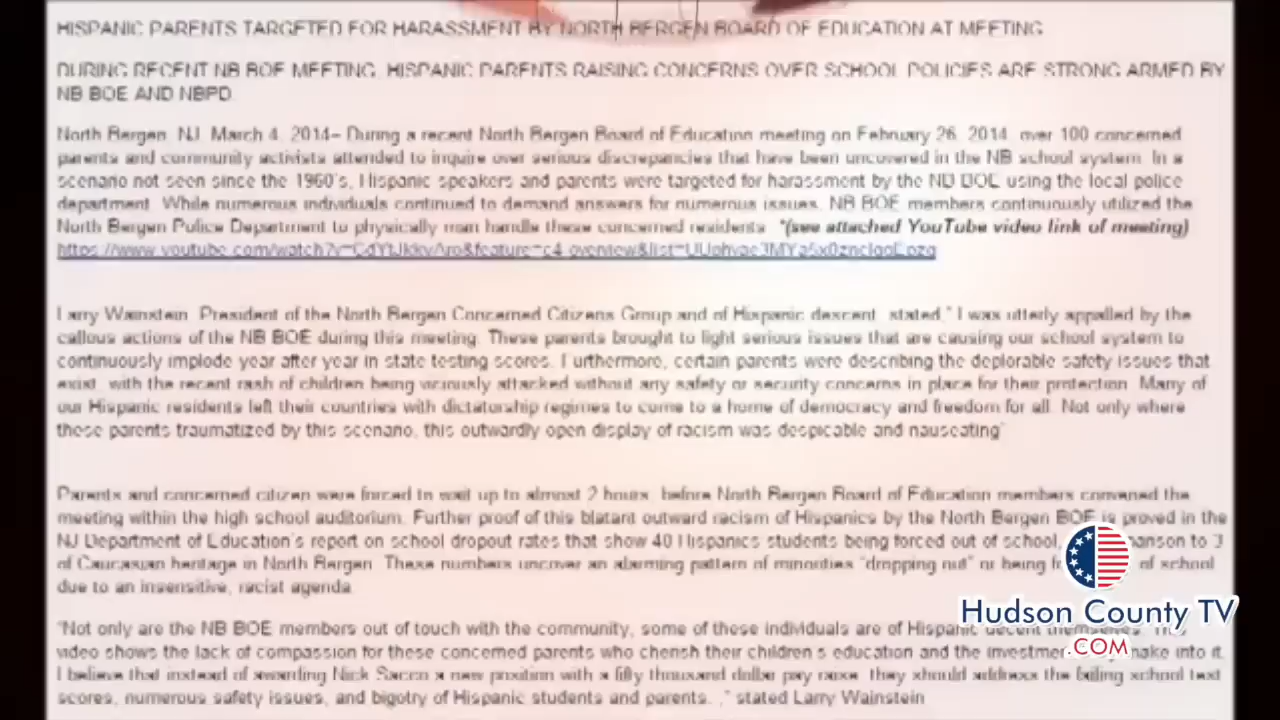 HISPANIC PARENTS TARGETED FOR HARASSMENT BY NORTH BERGEN BOARD OF EDUCATION AT MEETING
DURING RECENT NB BOE MEETING, HISPANIC PARENTS RAISING CONCERNS OVER SCHOOL POLICIES ARE STRONG ARMED BY
NB BOE AND NBPD
North Bergen, NJ, March 4, 2014– During a recent North Bergen Board of Education meeting on February 26, 2014, over 100 concerned
parents and community activists attended to inquire over serious discrepancies that have been uncovered in the NB school system. In a
scenario not seen since the 1960's, Hispanic speakers and parents were targeted for harassment by the NB BOE using the local police
department. While numerous individuals continued to demand answers for numerous issues, NB BOE members continuously utilized the
North Bergen Police Department to physically man handle these concerned residents. *(see attached YouTube video link of meeting)
Larry Wainstein, President of the North Bergen Concerned Citizens Group and of Hispanic descent, stated," I was utterly appalled by the
callous actions of the NB BOE during this meeting. These parents brought to light serious issues that are causing our school system to
continuously implode year after year in state testing scores. Furthermore, certain parents were describing the deplorable safety issues that
exist, with the recent rash of children being viciously attacked without any safety or security concerns in place for their protection. Many of
our Hispanic residents left their countries with dictatorship regimes to come to a home of democracy and freedom for all. Not only where
these parents traumatized by this scenario, this outwardly open display of racism was despicable and nauseating"
Parents and concerned citizen were forced to wait up to almost 2 hours, before North Bergen Board of Education members convened the
meeting within the high school auditorium. Further proof of this blatant outward racism of Hispanics by the North Bergen BOE is proved in the
NJ Department of Education's report on school dropout rates that show 40 Hispanics students being forced out of school, to 3
of Caucasian heritage in North Bergen. These numbers uncover an alarming pattern of minorities "dropping out" or being of school
due to an insensitive, racist agenda.
"Not only are the NB BOE members out of touch with the community, some of these individuals are of Hispanic decent themselves. This
video shows the lack of compassion for these concerned parents who cherish their children's education and the make into it.
I believe that instead of awarding Nick Sacco a new position with a fifty thousand dollar pay raise, they should address the failing school test
scores, numerous safety issues, and bigotry of Hispanic students and parents. ," stated Larry Wainstein
Hudson County TV
.COM